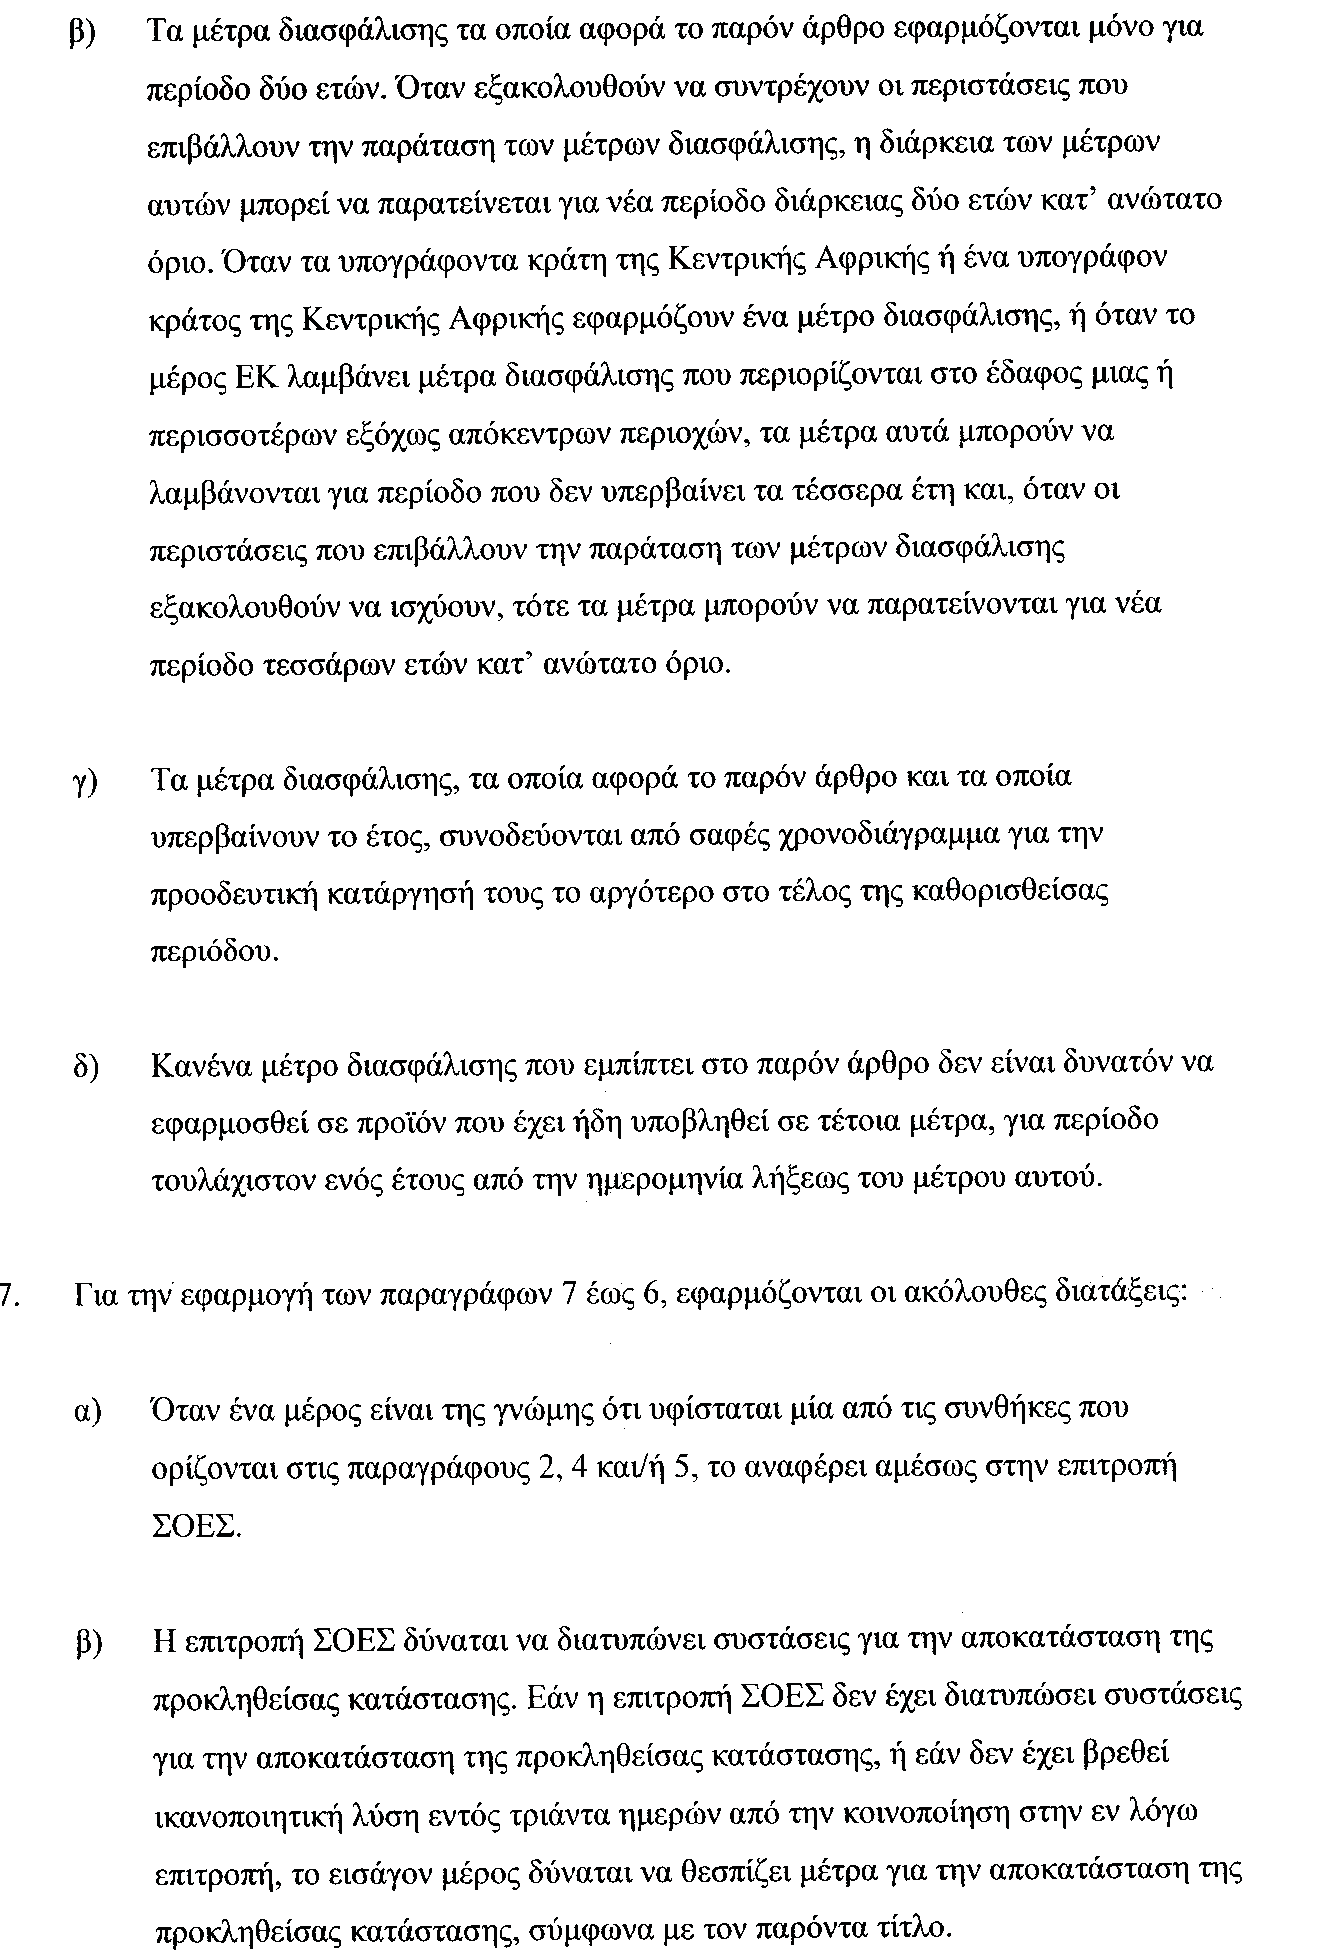 β) Τα μέτρα διασφάλισης τα οποία αφορά το παρόν άρθρο εφαρμόζονται μόνο για
περίοδο δύο ετών. Όταν εξακολουθούν να συντρέχουν οι περιστάσεις που
επιβάλλουν την παράταση των μέτρων διασφάλισης, η διάρκεια των μέτρων
αυτών μπορεί να παρατείνεται για νέα περίοδο διάρκειας δύο ετών κατ’ ανώτατο
όριο. Όταν τα υπογράφοντα κράτη της Κεντρικής Αφρικής ή ένα υπογράφον
κράτος της Κεντρικής Αφρικής εφαρμόζουν ένα μέτρο διασφάλισης, ή όταν το
μέρος ΕΚ λαμβάνει μέτρα διασφάλισης που περιορίζονται στο έδαφος μιας ή
περισσοτέρων εξόχως απόκεντρων περιοχών, τα μέτρα αυτά μπορούν να
λαμβάνονται για περίοδο που δεν υπερβαίνει τα τέσσερα έτη και, όταν οι
περιστάσεις που επιβάλλουν την παράταση των μέτρων διασφάλισης
εξακολουθούν να ισχύουν, τότε τα μέτρα μπορούν να παρατείνονται για νέα
περίοδο τεσσάρων ετών κατ’ ανώτατο όριο.
γ) Τα μέτρα διασφάλισης, τα οποία αφορά το παρόν άρθρο και τα οποία
υπερβαίνουν το έτος, συνοδεύονται από σαφές χρονοδιάγραμμα για την
προοδευτική κατάργησή τους το αργότερο στο τέλος της καθορισθείσας
περιόδου.
δ) Κανένα μέτρο διασφάλισης που εμπίπτει στο παρόν άρθρο δεν είναι δυνατόν να
εφαρμοσθεί σε προϊόν που έχει ήδη υποβληθεί σε τέτοια μέτρα, για περίοδο
τουλάχιστον ενός έτους από την ημερομηνία λήξεως του μέτρου αυτού.
7. Για την εφαρμογή των παραγράφων 7 έως 6, εφαρμόζονται οι ακόλουθες διατάξεις:
α) Όταν ένα μέρος είναι της γνώμης ότι υφίσταται μία από τις συνθήκες που
ορίζονται στις παραγράφους 2, 4 και/ή 5, το αναφέρει αμέσως στην επιτροπή
ΣΟΕΣ.
β) Η επιτροπή ΣΟΕΣ δύναται να διατυπώνει συστάσεις για την αποκατάσταση της
προκληθείσας κατάστασης. Εάν η επιτροπή ΣΟΕΣ δεν έχει διατυπώσει συστάσεις
για την αποκατάσταση της προκληθείσας κατάστασης, ή εάν δεν έχει βρεθεί
ικανοποιητική λύση εντός τριάντα ημερών από την κοινοποίηση στην εν λόγω
επιτροπή, το εισάγον μέρος δύναται να θεσπίζει μέτρα για την αποκατάσταση της
προκληθείσας κατάστασης, σύμφωνα με τον παρόντα τίτλο.